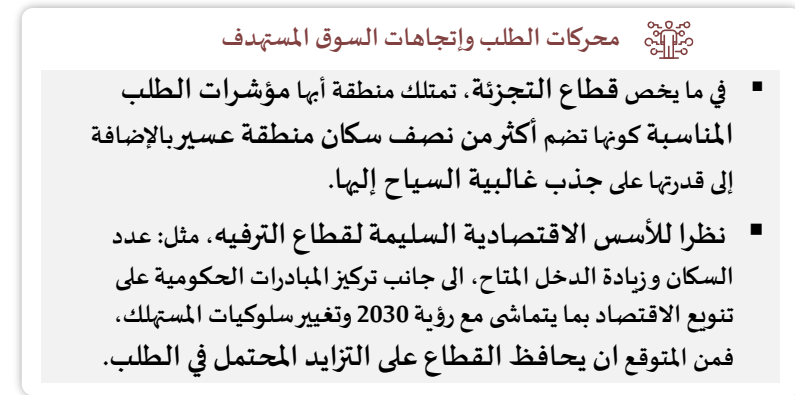 محركات الطلب وإتجاهات السوق المستهدف
▪ في ما يخص قطاع التجزئة، تمتلك منطقة أبها مؤشرات الطلب
المناسبة كونها تضم أكثر من نصف سكان منطقة عسير بالإضافة
إلى قدرتها على جذب غالبية السياح إليها.
▪ نظرا للأسس الاقتصادية السليمة لقطاع الترفيه، مثل: عدد
السكان وزيادة الدخل المتاح، الى جانب تركيز المبادرات الحكومية على
تنويع الاقتصاد بما يتماشى مع رؤية 2030 وتغيير سلوكيات المستهلك،
فمن المتوقع ان يحافظ القطاع على التزايد المحتمل في الطلب.